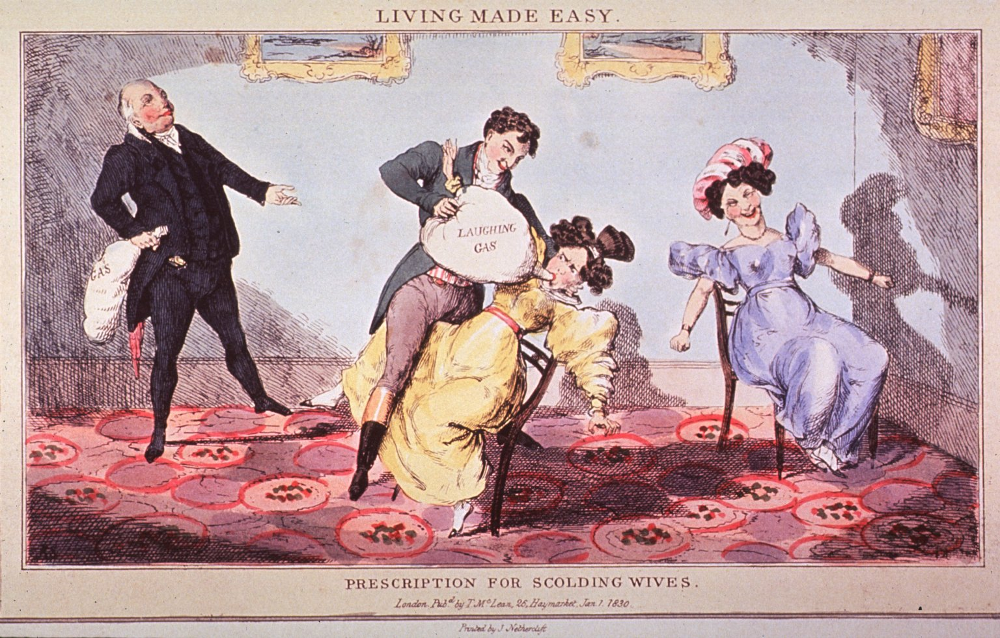 LIVING MADE EASY.
GAS
LAUGHING
GAS
PRESCRIPTION FOR SCOLDING WIVES.
London. Pub.d by T. Mc Lean, 26, Haymarket, Jan. 1. 1830.
Printed by J. Netherclift